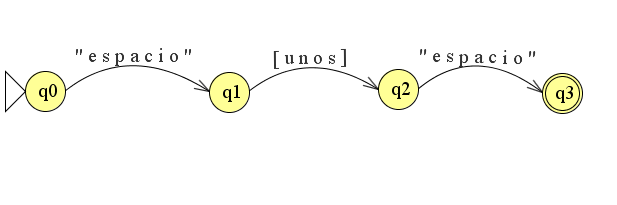 "espacio" [unos] "espacio"
q0 q1 q2 q3